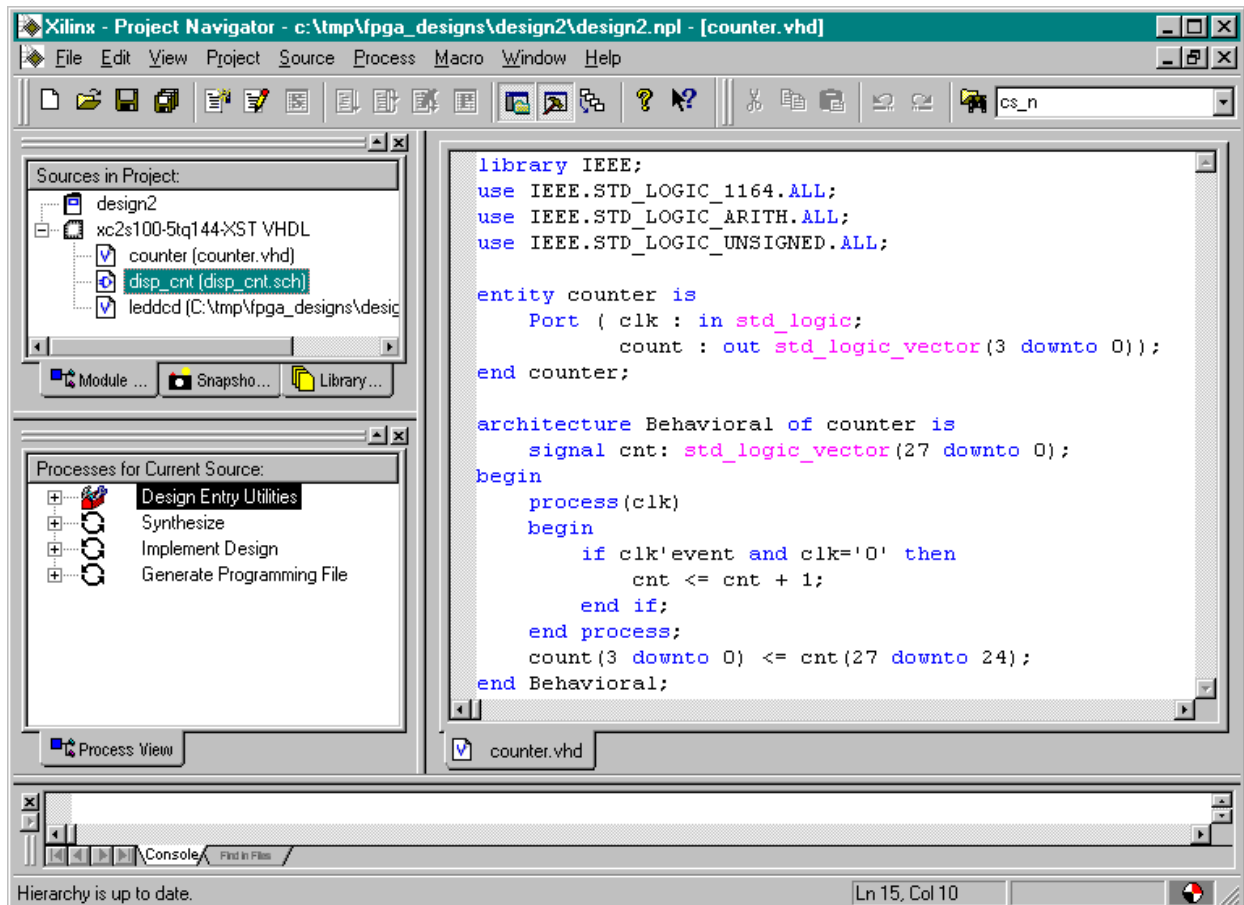 Xilinx - Project Navigator - c:\tmp\fpga_designs\design2\design2.npl - [counter.vhd]
File Edit View Project Source Process Macro Window Help
cs_n
Sources in Project:
design2
xc2s100-5tq144-XST VHDL
counter (counter.vhd)
disp_cnt (disp_cnt.sch)
leddcd (C:\tmp\fpga_designs\desig
Module ... Snapsho... Library...
Processes for Current Source:
Design Entry Utilities
Synthesize
Implement Design
Generate Programming File
Process View
library IEEE;
use IEEE.STD_LOGIC_1164.ALL;
use IEEE.STD_LOGIC_ARITH.ALL;
use IEEE.STD_LOGIC_UNSIGNED.ALL;
entity counter is
Port ( clk : in std_logic;
count : out std_logic_vector(3 downto 0));
end counter;
architecture Behavioral of counter is
signal cnt: std_logic_vector(27 downto 0);
begin
process(clk)
begin
if clk'event and clk='0' then
cnt <= cnt + 1;
end if;
end process;
count(3 downto 0) <= cnt(27 downto 24);
end Behavioral;
counter.vhd
Console Find in Files
Hierarchy is up to date. Ln 15, Col 10